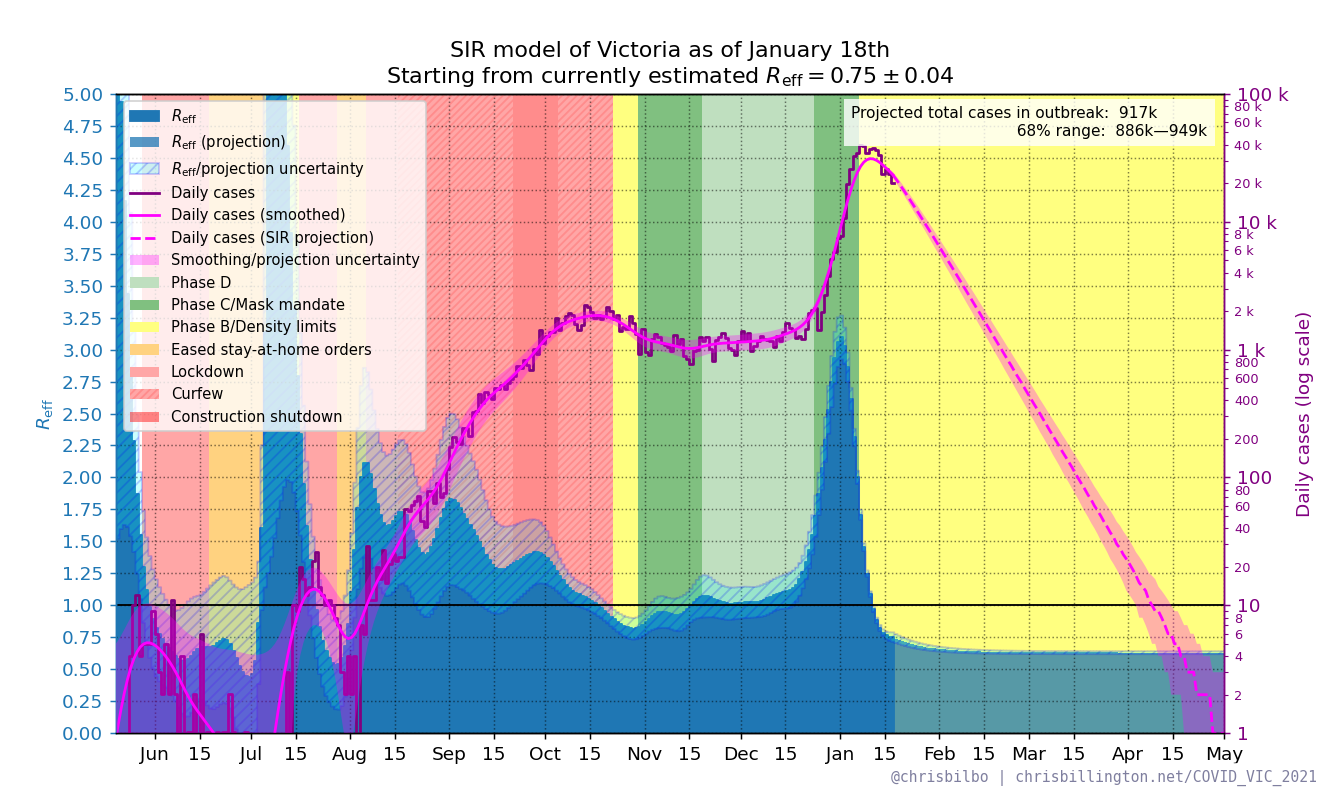 SIR model of Victoria as of January 18th
Starting from currently estimated Reff = 0.75 ± 0.04
Reff
Reff (projection)
Reff/projection uncertainty
Daily cases
Daily cases (smoothed)
Daily cases (SIR projection)
Smoothing/projection uncertainty
Phase D
Phase C/Mask mandate
Phase B/Density limits
Eased stay-at-home orders
Lockdown
Curfew
Construction shutdown
Projected total cases in outbreak: 917k
68% range: 886k—949k
Reff
5.00
4.75
4.50
4.25
4.00
3.75
3.50
3.25
3.00
2.75
2.50
2.25
2.00
1.75
1.50
1.25
1.00
0.75
0.50
0.25
0.00
100 k
80 k
60 k
40 k
20 k
10 k
8 k
6 k
4 k
2 k
1 k
800
600
400
200
100
80
60
40
20
10
8
6
4
2
1
Daily cases (log scale)
Jun 15 Jul 15 Aug 15 Sep 15 Oct 15 Nov 15 Dec 15 Jan 15 Feb 15 Mar 15 Apr 15 May
@chrisbilbo | chrisbillington.net/COVID_VIC_2021